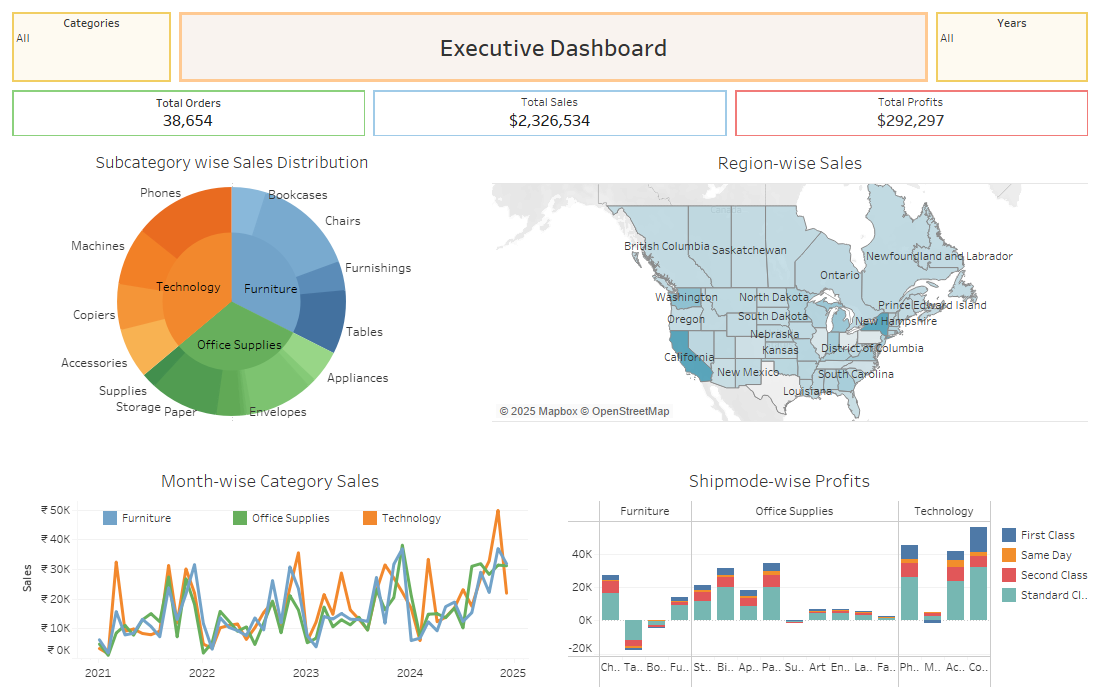 Categories
All
Executive Dashboard
Years
All
Total Orders
38,654
Total Sales
$2,326,534
Total Profits
$292,297
Subcategory wise Sales Distribution
Phones
Bookcases
Chairs
Machines
Furnishings
Technology
Furniture
Copiers
Tables
Office Supplies
Accessories
Appliances
Supplies
Storage
Paper
Envelopes
Region-wise Sales
Canada
British Columbia
Saskatchewan
Newfoundland and Labrador
Ontario
Washington
North Dakota
Prince Edward Island
Oregon
South Dakota
New Hampshire
Nebraska
Kansas
District of Columbia
California
New Mexico
South Carolina
Louisiana
© 2025 Mapbox © OpenStreetMap
Month-wise Category Sales
Furniture
Office Supplies
Technology
Sales
₹ 50K
₹ 40K
₹ 30K
₹ 20K
₹ 10K
₹ 0K
2021
2022
2023
2024
2025
Shipmode-wise Profits
Furniture
Office Supplies
Technology
40K
20K
0K
-20K
Ch..
Ta..
Bo..
Fu..
St..
Bi..
Ap..
Pa..
Su..
Art
En..
La..
Fa..
Ph..
M..
Ac..
Co..
First Class
Same Day
Second Class
Standard Cl..